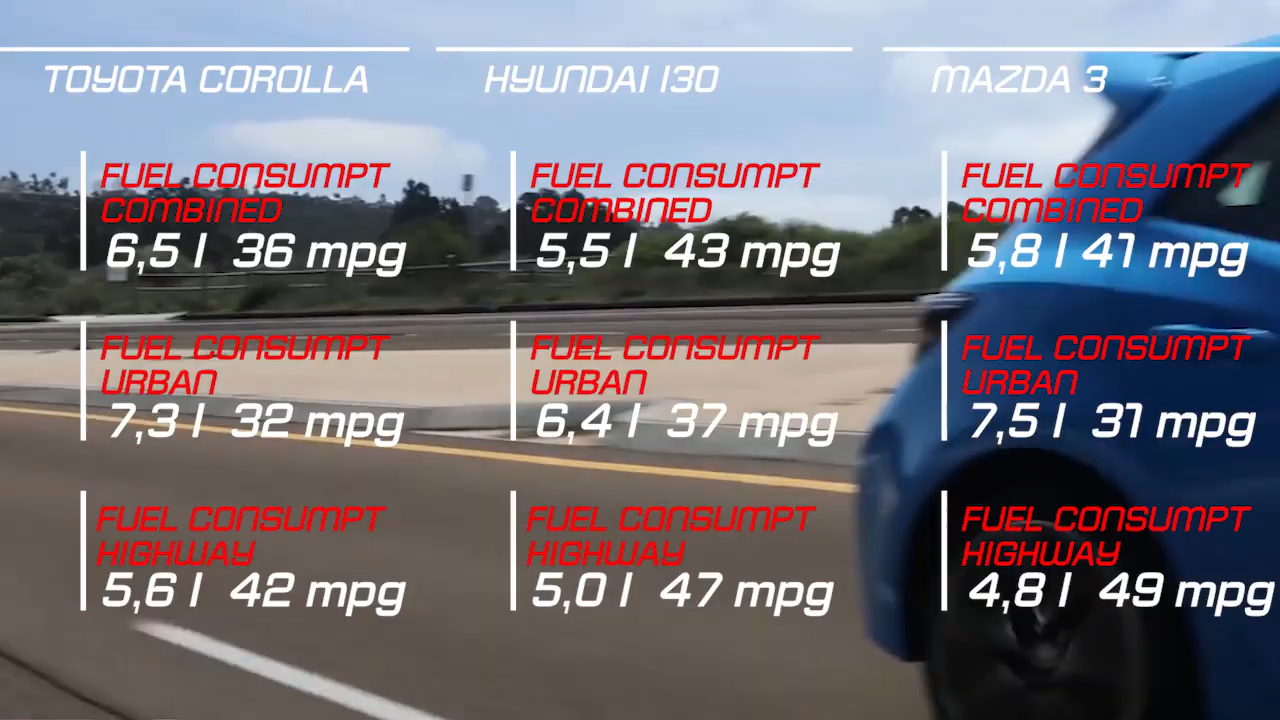 TOYOTA COROLLA
HYUNDAI I30
MAZDA 3
FUEL CONSUMPT
COMBINED
6,5 l 36 mpg
FUEL CONSUMPT
COMBINED
5,5 l 43 mpg
FUEL CONSUMPT
COMBINED
5,8 l 41 mpg
FUEL CONSUMPT
URBAN
7,3 l 32 mpg
FUEL CONSUMPT
URBAN
6,4 l 37 mpg
FUEL CONSUMPT
URBAN
7,5 l 31 mpg
FUEL CONSUMPT
HIGHWAY
5,6 l 42 mpg
FUEL CONSUMPT
HIGHWAY
5,0 l 47 mpg
FUEL CONSUMPT
HIGHWAY
4,8 l 49 mpg